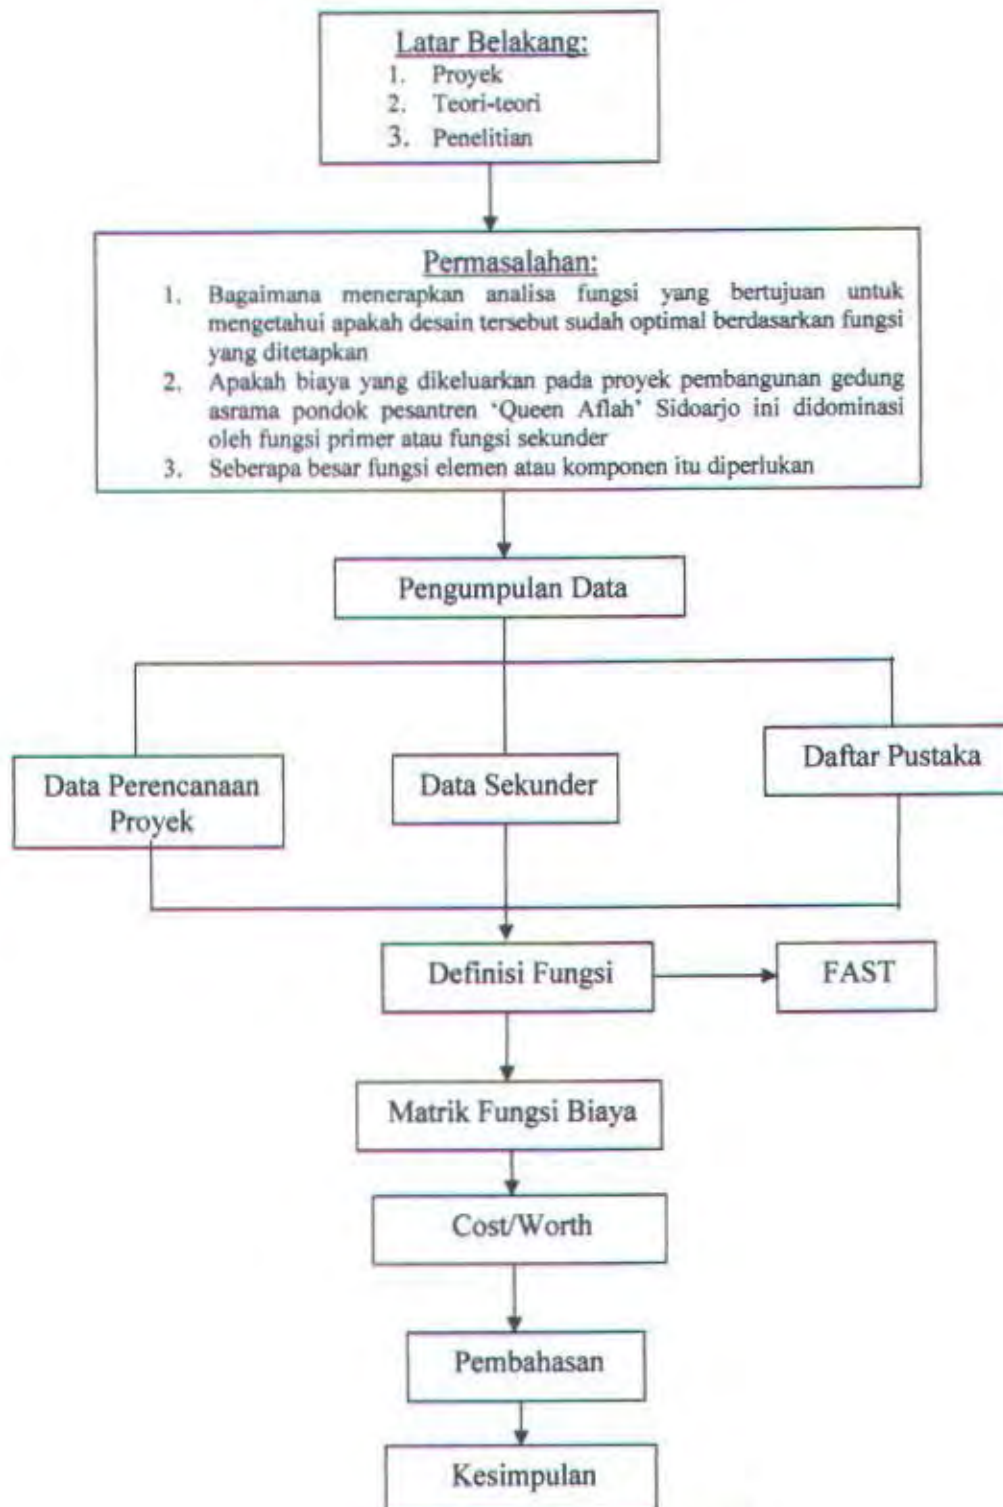 Latar Belakang:
1. Proyek
2. Teori-teori
3. Penelitian
Permasalahan:
1. Bagaimana menerapkan analisa fungsi yang bertujuan untuk
mengetahui apakah desain tersebut sudah optimal berdasarkan fungsi
yang ditetapkan
2. Apakah biaya yang dikeluarkan pada proyek pembangunan gedung
asrama pondok pesantren ‘Queen Aflah’ Sidoarjo ini didominasi
oleh fungsi primer atau fungsi sekunder
3. Seberapa besar fungsi elemen atau komponen itu diperlukan
Pengumpulan Data
Data Perencanaan
Proyek
Data Sekunder
Daftar Pustaka
Definisi Fungsi
FAST
Matrik Fungsi Biaya
Cost/Worth
Pembahasan
Kesimpulan